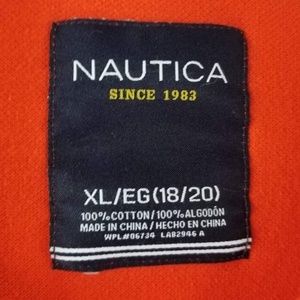 NAUTICA
SINCE 1983
XL/EG(18/20)
100%COTTON/100%ALGODÓN
MADE IN CHINA/HECHO EN CHINA
WPL#06734 LA82946 A